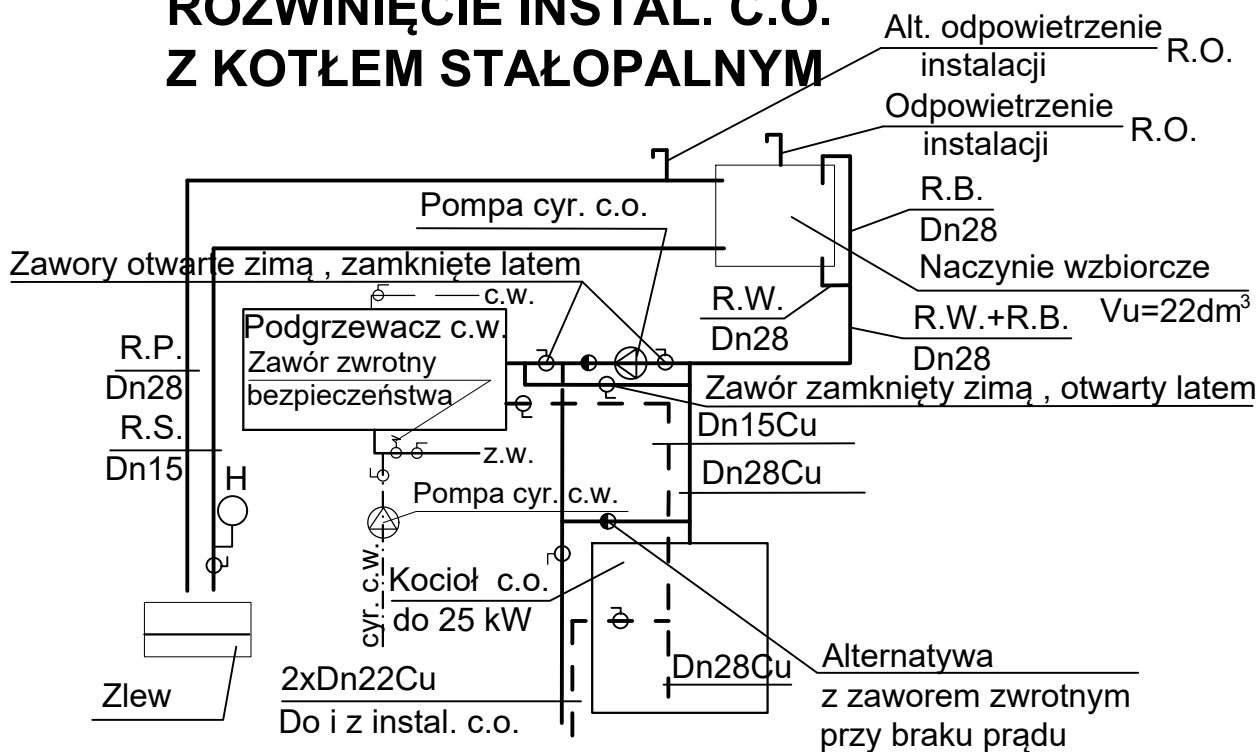 ROZWINIĘCIE INSTAL. C.O.
Z KOTŁEM STAŁOPALNYM
Alt. odpowietrzenie
instalacji
R.O.
Odpowietrzenie
instalacji
R.O.
Pompa cyr. c.o.
R.B.
Dn28
Zawory otwarte zimą , zamknięte latem
Naczynie wzbiorcze
Vu=22dm³
c.w.
R.W.
Dn28
R.W.+R.B.
Dn28
Podgrzewacz c.w.
Zawór zwrotny
bezpieczeństwa
R.P.
Dn28
Zawór zamknięty zimą , otwarty latem
R.S.
Dn15
Dn15Cu
z.w.
Dn28Cu
H
Pompa cyr. c.w.
cyr. c.w.
Kocioł c.o.
do 25 kW
Dn28Cu
Alternatywa
z zaworem zwrotnym
przy braku prądu
Zlew
2xDn22Cu
Do i z instal. c.o.